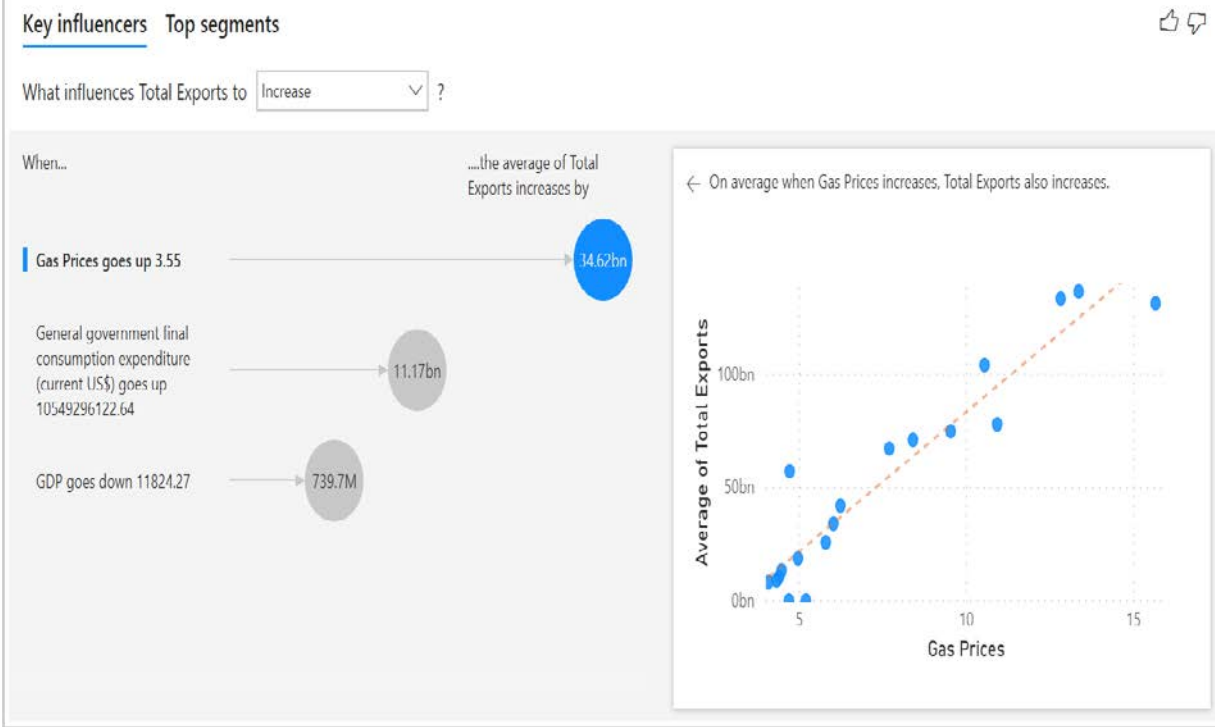 Key influencers Top segments
What influences Total Exports to Increase ?
When...
....the average of Total
Exports increases by
Gas Prices goes up 3.55
34.62bn
General government final
consumption expenditure
(current US$) goes up
10549296122.64
11.17bn
GDP goes down 11824.27
739.7M
← On average when Gas Prices increases, Total Exports also increases.
Average of Total Exports
100bn
50bn
0bn
5 10 15
Gas Prices